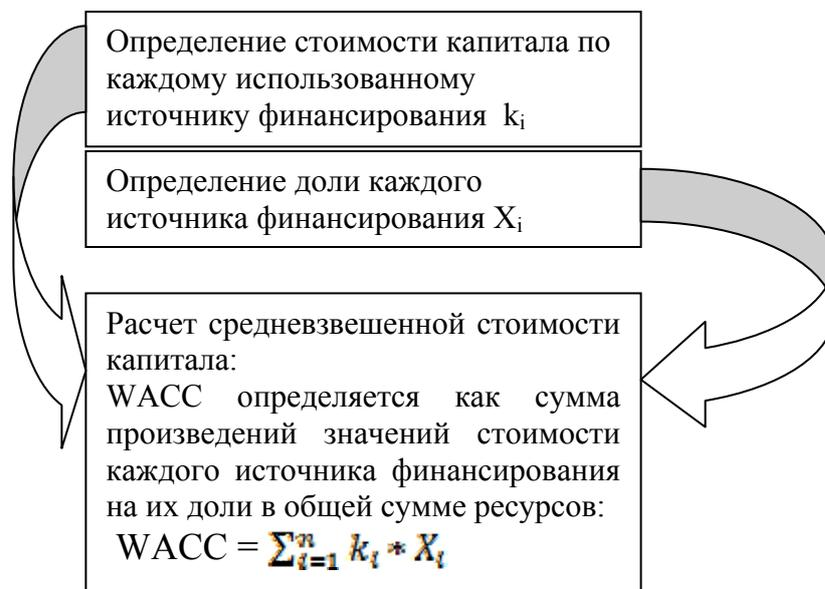 Определение стоимости капитала по
каждому использованному
источнику финансирования kᵢ
Определение доли каждого
источника финансирования Xᵢ
Расчет средневзвешенной стоимости
капитала:
WACC определяется как сумма
произведений значений стоимости
каждого источника финансирования
на их доли в общей сумме ресурсов:
WACC = ∑ⁿᵢ₌₁ kᵢ * Xᵢ